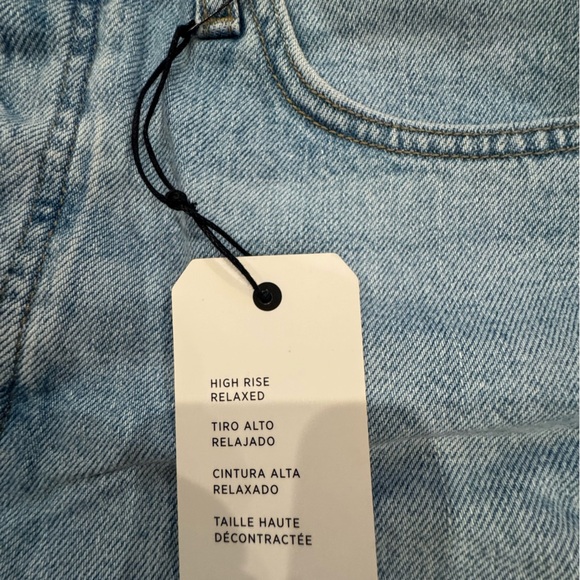 HIGH RISE
RELAXED
TIRO ALTO
RELAJADO
CINTURA ALTA
RELAXADO
TAILLE HAUTE
DÉCONTRACTÉE